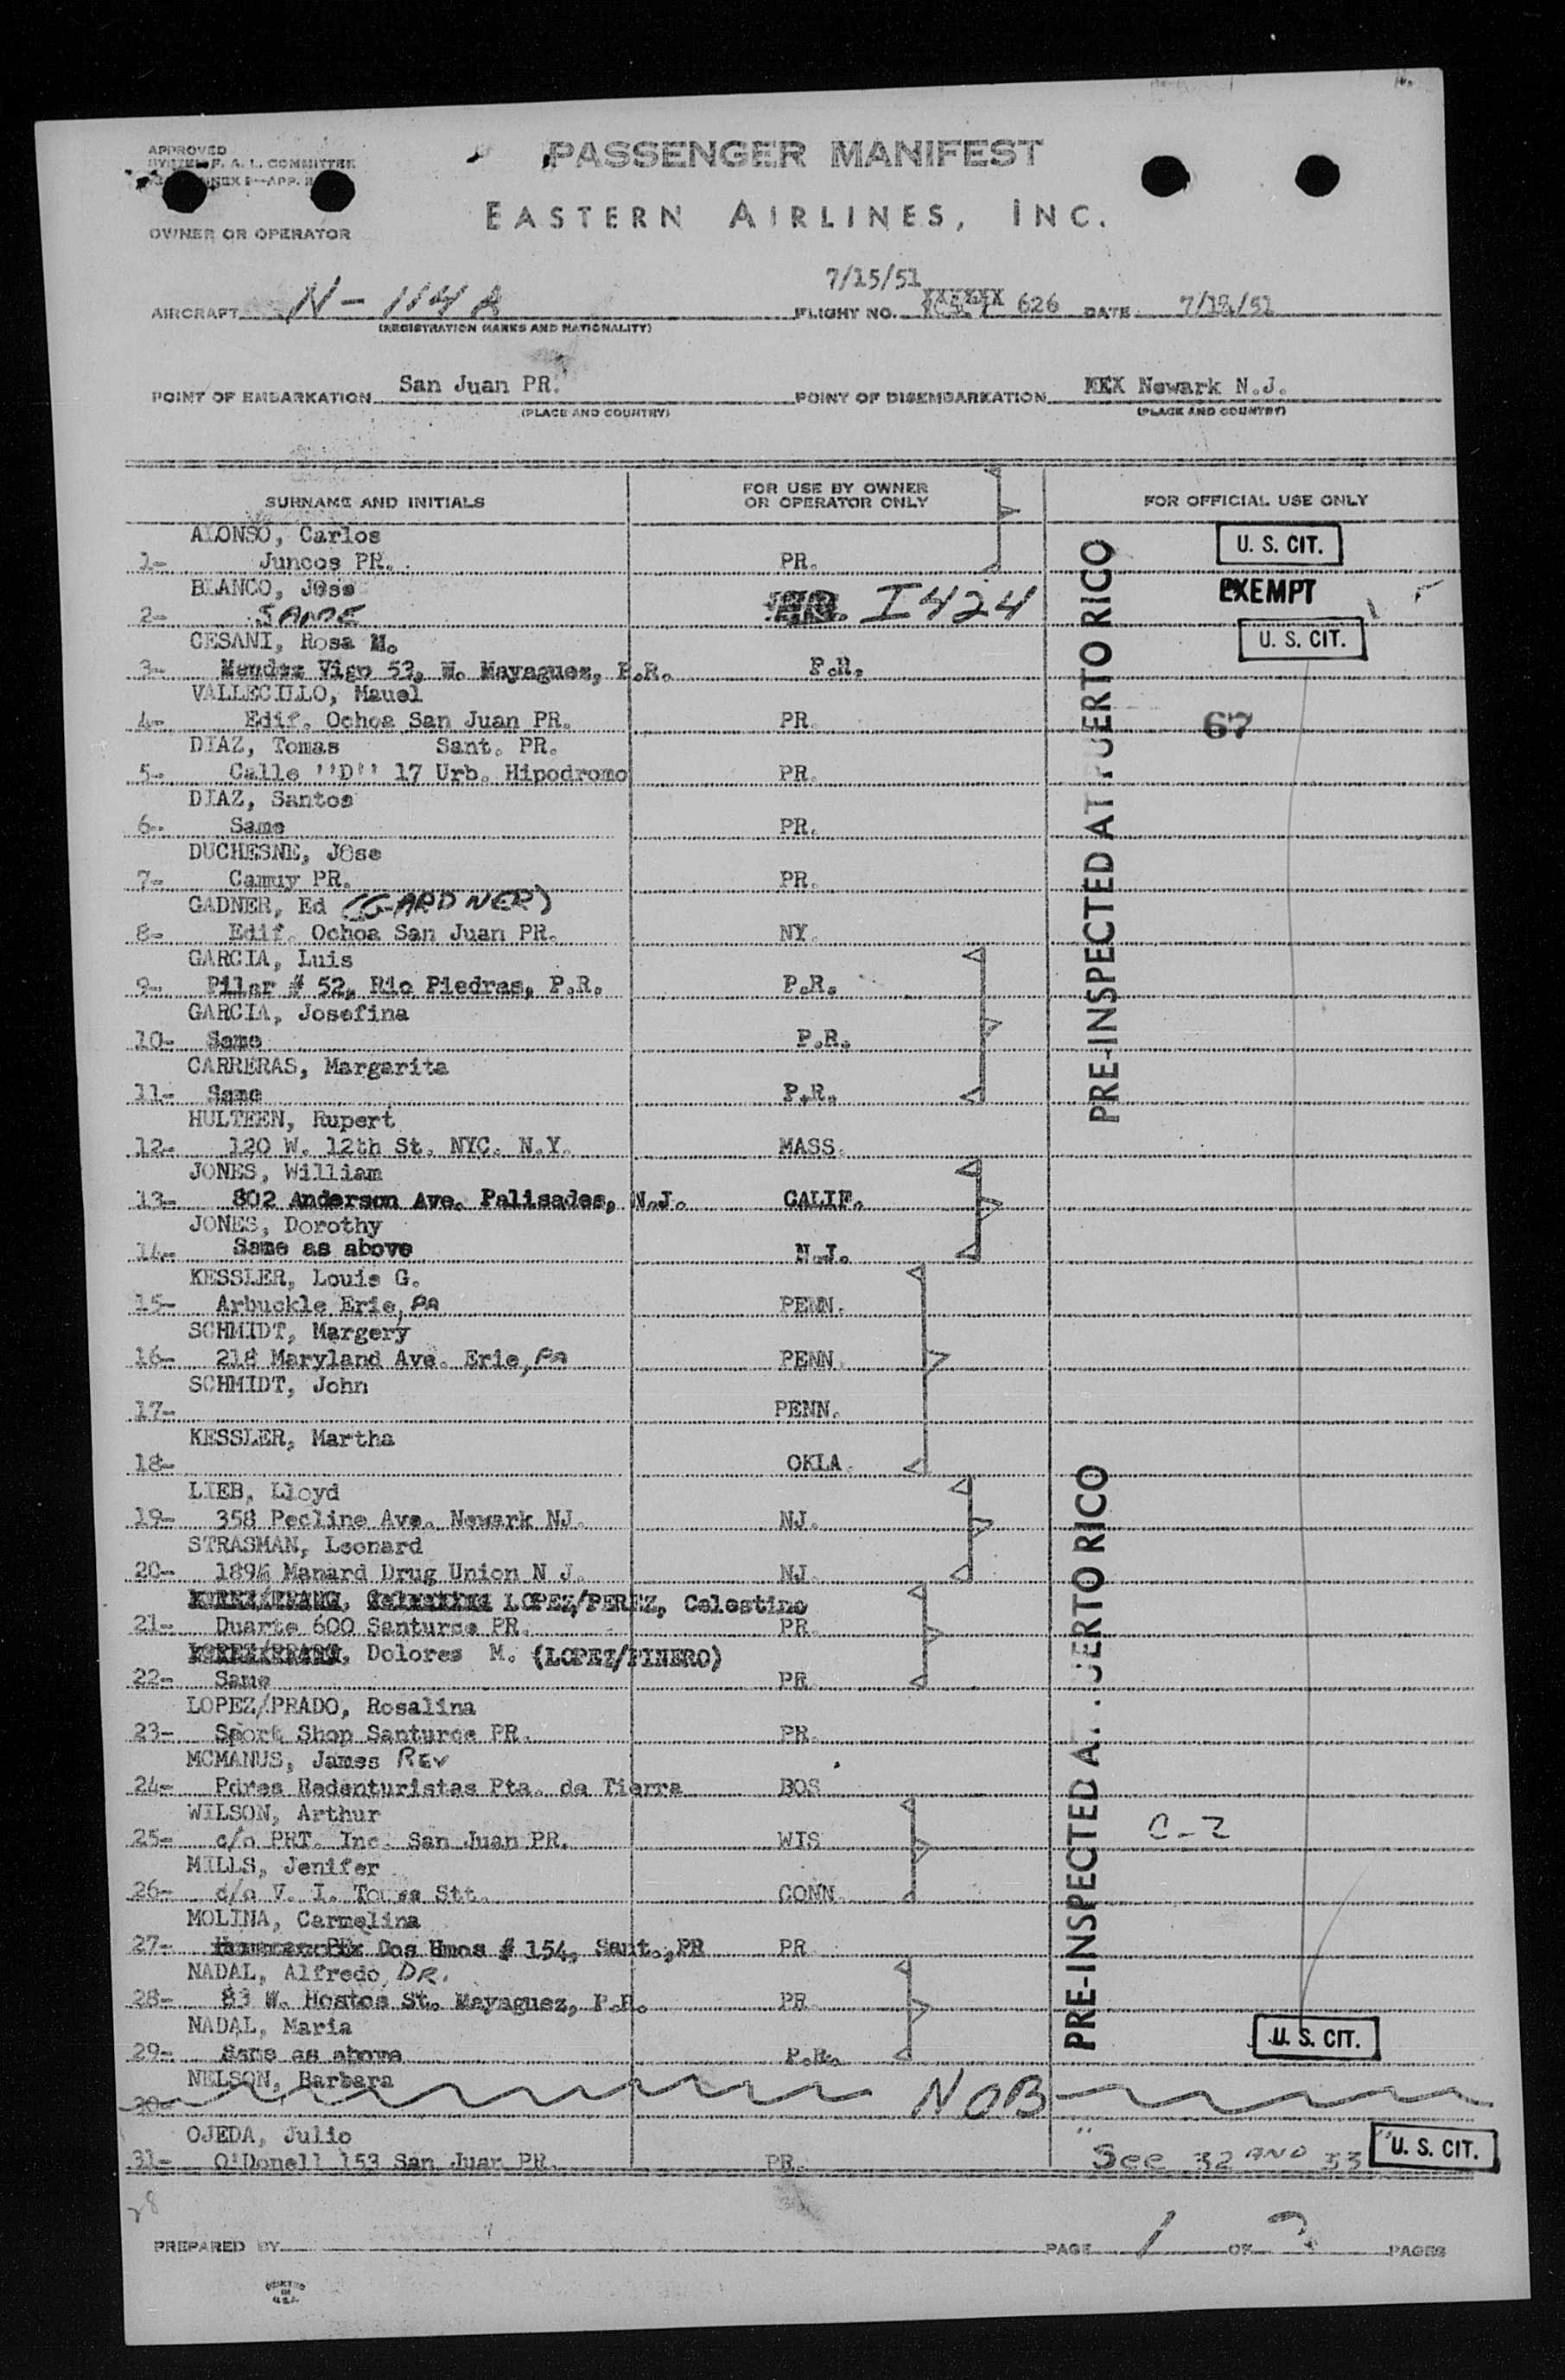 APPROVED
SYSTEM F. A. L. COMMITTEE
PASSENGER MANIFEST
EASTERN AIRLINES, INC.
OWNER OR OPERATOR
7/15/51
AIRCRAFT N-114A FLIGHT NO. 626 DATE 7/15/51
(REGISTRATION MARKS AND NATIONALITY)
POINT OF EMBARKATION San Juan PR. POINT OF DISEMBARKATION Newark N.J.
(PLACE AND COUNTRY) (PLACE AND COUNTRY)
SURNAME AND INITIALS FOR USE BY OWNER OR OPERATOR ONLY FOR OFFICIAL USE ONLY
ALONSO, Carlos U. S. CIT.
1- Juncos PR. PR.
BLANCO, Jose EXEMPT
2- SAME I424
CESANI, Rosa M. U. S. CIT.
3- Mendez Vigo 53, W. Mayaguez, P.R. P.R.
VALLECILLO, Mauel
4- Edif. Ochoa San Juan PR. PR. 67
DIAZ, Tomas Sant. PR.
5- Calle ''D'' 17 Urb. Hipodromo PR.
DIAZ, Santos
6- Same PR.
DUCHESNE, JOse
7- Camuy PR. PR.
GADNER, Ed (GARDNER)
8- Edif. Ochoa San Juan PR. NY.
GARCIA, Luis
9- Pilar # 52, Rio Piedras, P.R. P.R.
GARCIA, Josefina
10- Same P.R.
CARRERAS, Margarita
11- Same P.R.
PRE-INSPECTED AT PUERTO RICO
HULTEEN, Rupert
12- 120 W. 12th St. NYC. N.Y. MASS.
JONES, William
13- 802 Anderson Ave. Palisades, N.J. CALIF.
JONES, Dorothy
14- Same as above N.J.
KESSLER, Louis G.
15- Arbuckle Erie, PA PENN.
SCHMIDT, Margery
16- 218 Maryland Ave. Erie, PA PENN.
SCHMIDT, John
17- PENN.
KESSLER, Martha
18- OKLA.
LIEB, Lloyd
19- 358 Pecline Ave. Newark NJ. NJ.
STRASMAN, Leonard
20- Manard Drug Union N J. NJ.
LOPEZ/PEREZ, Celestino
21- Duarte 600 Santurce PR. PR.
Dolores M. (LOPEZ/PINERO)
22- Same PR.
LOPEZ/PRADO, Rosalina
23- Sport Shop Santurce PR. PR.
MCMANUS, James Rev
24- Pdres Redenturistas Pta. de Tierra BOS
WILSON, Arthur
25- c/o PRT. Inc. San Juan PR. WIS C-2
MILLS, Jenifer
26- c/o V. I. Tours Stt. CONN.
MOLINA, Carmelina
27- Dos Hmos # 154, Sant.,PR PR
NADAL, Alfredo DR.
28- 83 W. Hostos St. Mayaguez, P.R. PR
NADAL, Maria U. S. CIT.
29- Same as above P.R.
PRE-INSPECTED AT PUERTO RICO
NELSON, Barbara
30- NOB
OJEDA, Julio
31- O'Donell 153 San Juan PR. PR. See 32 AND 33 U. S. CIT.
28
PREPARED BY PAGE 1 OF PAGES
PRINTED
IN
U.S.A.